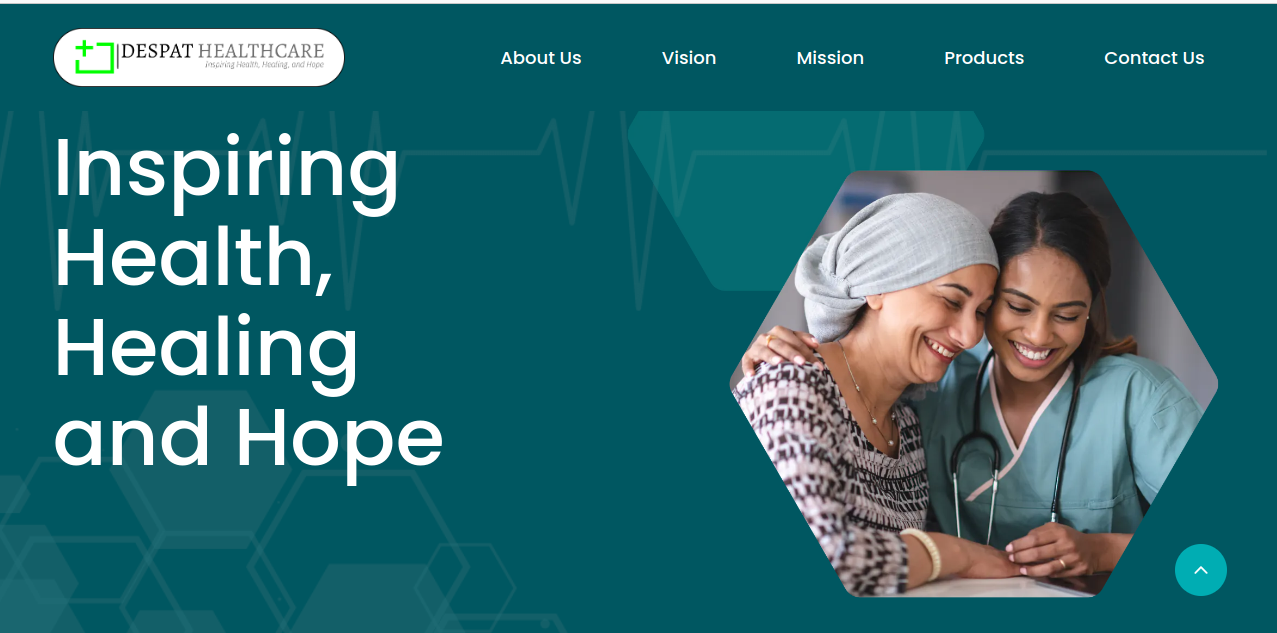 DESPAT HEALTHCARE
Inspiring Health, Healing, and Hope
About Us
Vision
Mission
Products
Contact Us
Inspiring
Health,
Healing
and Hope